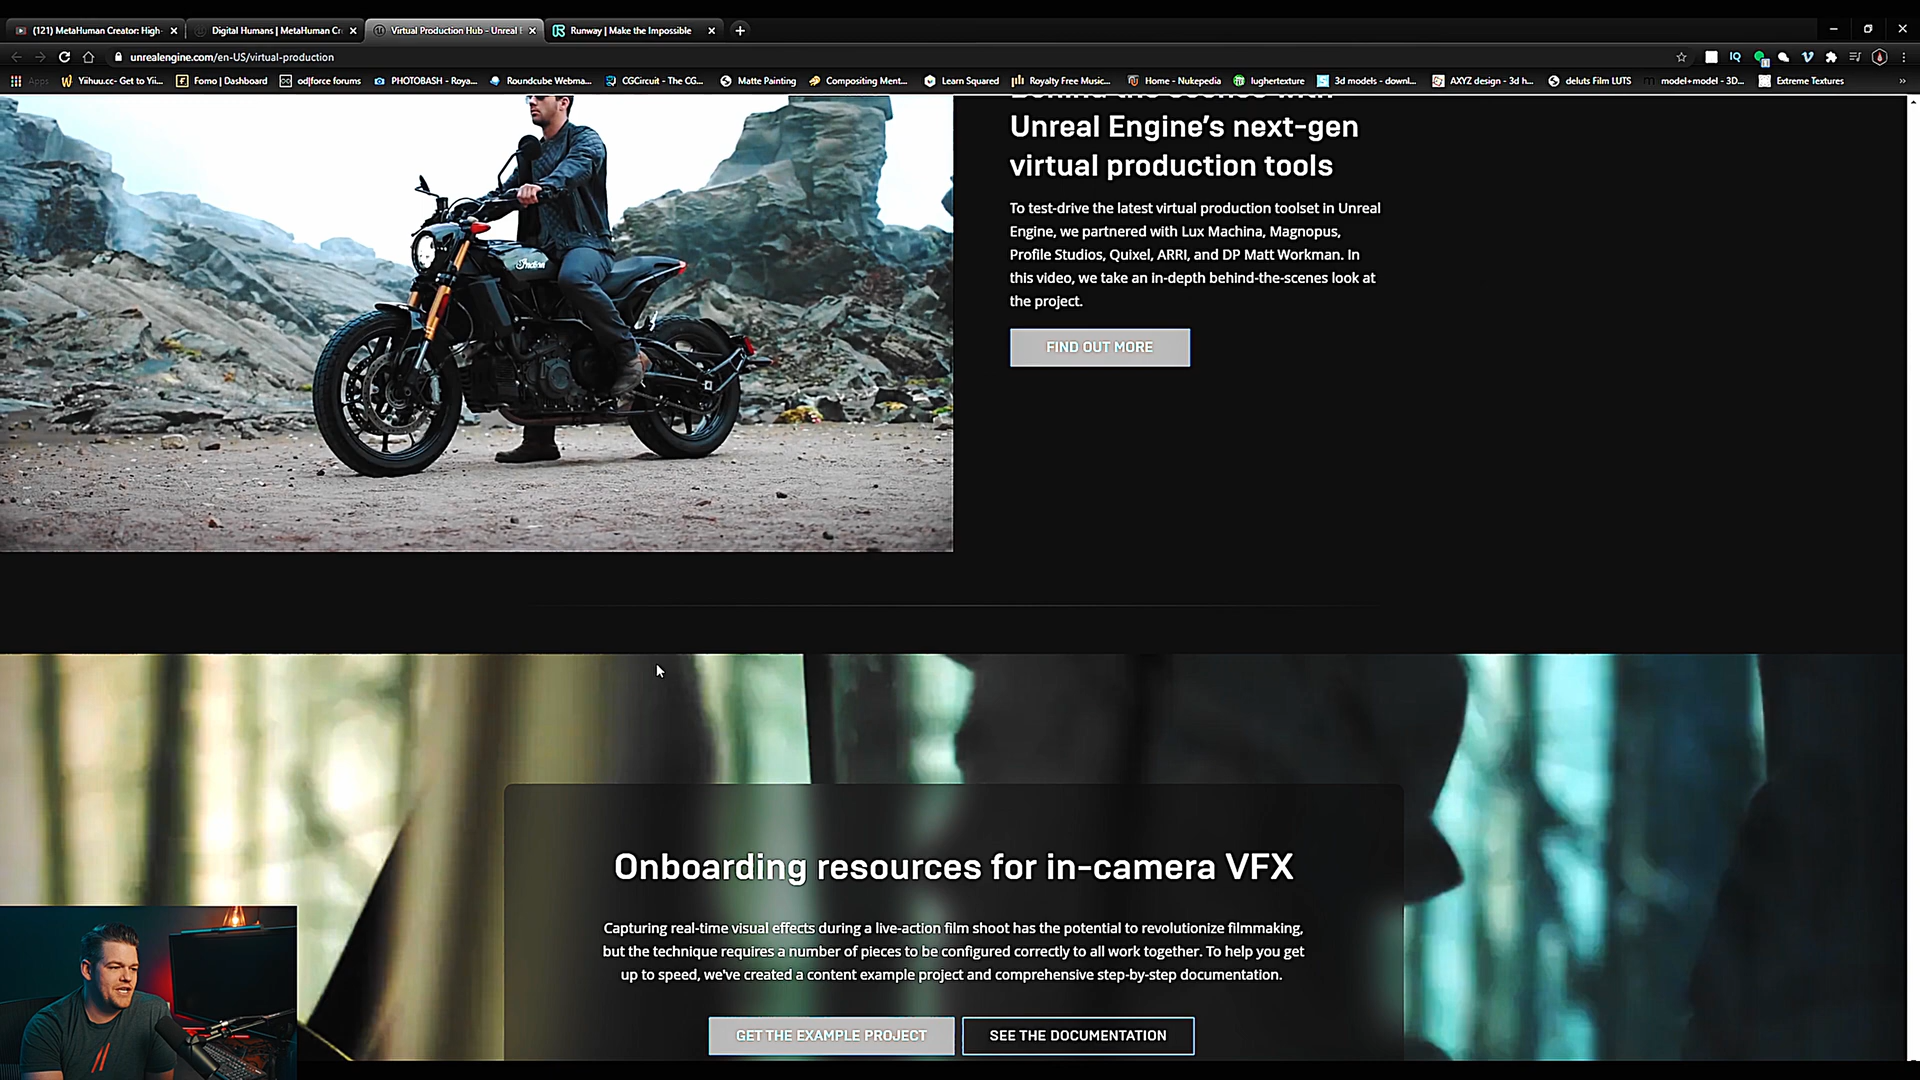 (121) MetaHuman Creator: High-
Digital Humans | MetaHuman Cr
Virtual Production Hub - Unreal E
Runway | Make the Impossible
unrealengine.com/en-US/virtual-production
IQ
Apps
Yiihuu.cc- Get to Yii...
Fomo | Dashboard
od|force forums
PHOTOBASH - Roya...
Roundcube Webma...
CGCircuit - The CG...
Matte Painting
Compositing Ment...
Learn Squared
Royalty Free Music...
Home - Nukepedia
lughertexture
3d models - downl...
AXYZ design - 3d h...
deluts Film LUTS
model+model - 3D...
Extreme Textures
Behind the scenes with
Unreal Engine's next-gen
virtual production tools
To test-drive the latest virtual production toolset in Unreal
Engine, we partnered with Lux Machina, Magnopus,
Profile Studios, Quixel, ARRI, and DP Matt Workman. In
this video, we take an in-depth behind-the-scenes look at
the project.
FIND OUT MORE
Indian
Onboarding resources for in-camera VFX
Capturing real-time visual effects during a live-action film shoot has the potential to revolutionize filmmaking,
but the technique requires a number of pieces to be configured correctly to all work together. To help you get
up to speed, we've created a content example project and comprehensive step-by-step documentation.
GET THE EXAMPLE PROJECT
SEE THE DOCUMENTATION